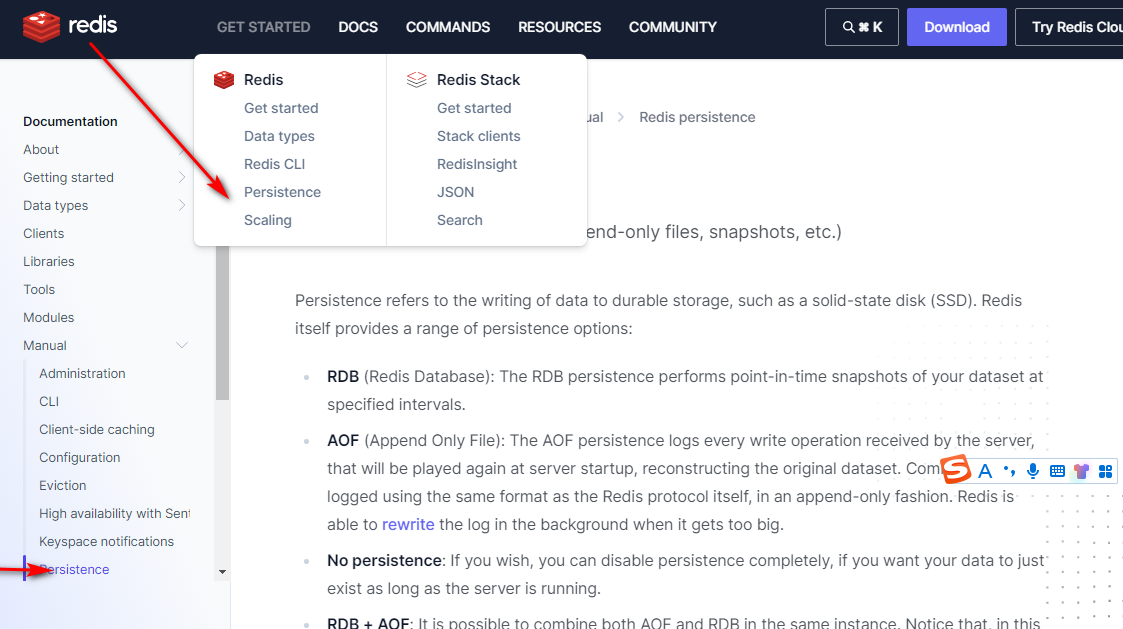 redis
GET STARTED
DOCS
COMMANDS
RESOURCES
COMMUNITY
⌘ K
Download
Try Redis Clou
Redis
Get started
Data types
Redis CLI
Persistence
Scaling
Redis Stack
Get started
Stack clients
RedisInsight
JSON
Search
Documentation
About
Getting started
Data types
Clients
Libraries
Tools
Modules
Manual
Administration
CLI
Client-side caching
Configuration
Eviction
High availability with Sent
Keyspace notifications
Persistence
ual
Redis persistence
end-only files, snapshots, etc.)
Persistence refers to the writing of data to durable storage, such as a solid-state disk (SSD). Redis
itself provides a range of persistence options:
RDB (Redis Database): The RDB persistence performs point-in-time snapshots of your dataset at
specified intervals.
AOF (Append Only File): The AOF persistence logs every write operation received by the server,
that will be played again at server startup, reconstructing the original dataset. Com
logged using the same format as the Redis protocol itself, in an append-only fashion. Redis is
able to rewrite the log in the background when it gets too big.
No persistence: If you wish, you can disable persistence completely, if you want your data to just
exist as long as the server is running.
RDB + AOF: It is possible to combine both AOF and RDB in the same instance. Notice that, in this
S A